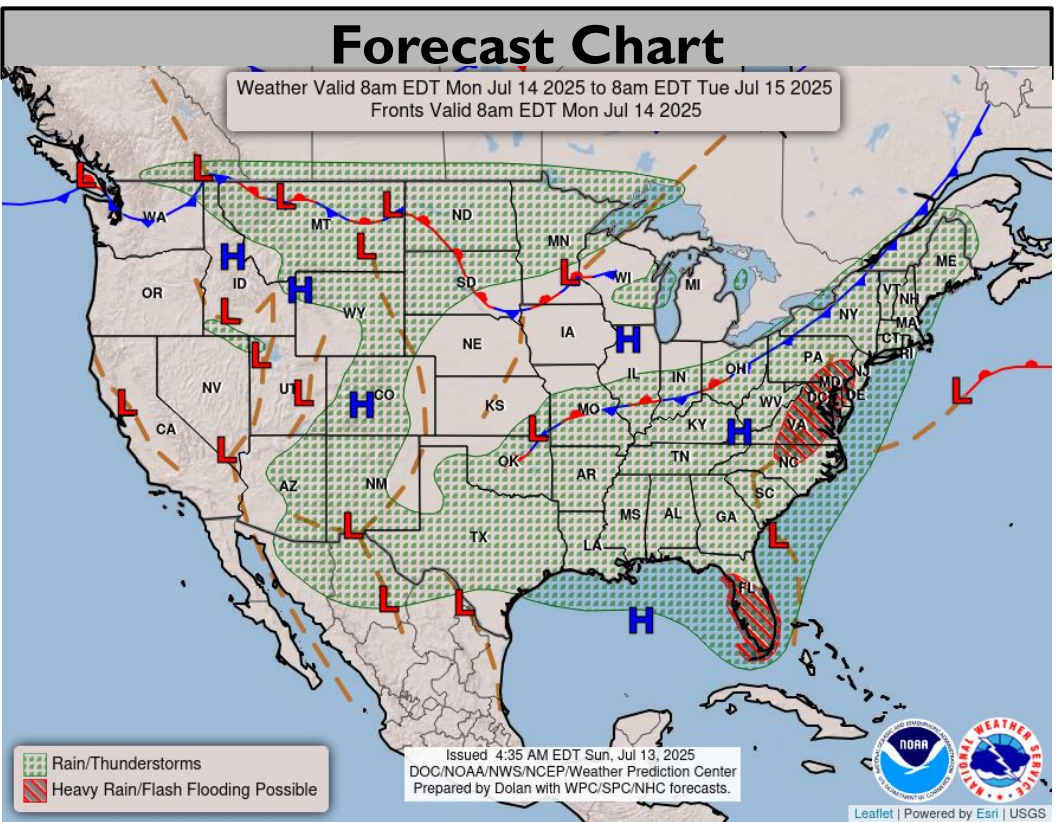 Forecast Chart
Weather Valid 8am EDT Mon Jul 14 2025 to 8am EDT Tue Jul 15 2025
Fronts Valid 8am EDT Mon Jul 14 2025
L
L
WA
L
MT
L
ND
L
MN
H
ID
H
OR
L
WY
SD
L
WI
MI
ME
VT
NH
NY
MA
CT
RI
L
NV
UT
L
H
CO
NE
IA
H
IL
IN
OH
PA
NJ
MD
DC
DE
L
L
CA
L
KS
MO
L
OK
KY
WV
H
VA
NC
TN
AZ
NM
L
AR
SC
MS
AL
GA
L
TX
LA
L
L
H
FL
Rain/Thunderstorms
Heavy Rain/Flash Flooding Possible
Issued 4:35 AM EDT Sun, Jul 13, 2025
DOC/NOAA/NWS/NCEP/Weather Prediction Center
Prepared by Dolan with WPC/SPC/NHC forecasts.
NOAA
NATIONAL WEATHER SERVICE
Leaflet | Powered by Esri | USGS